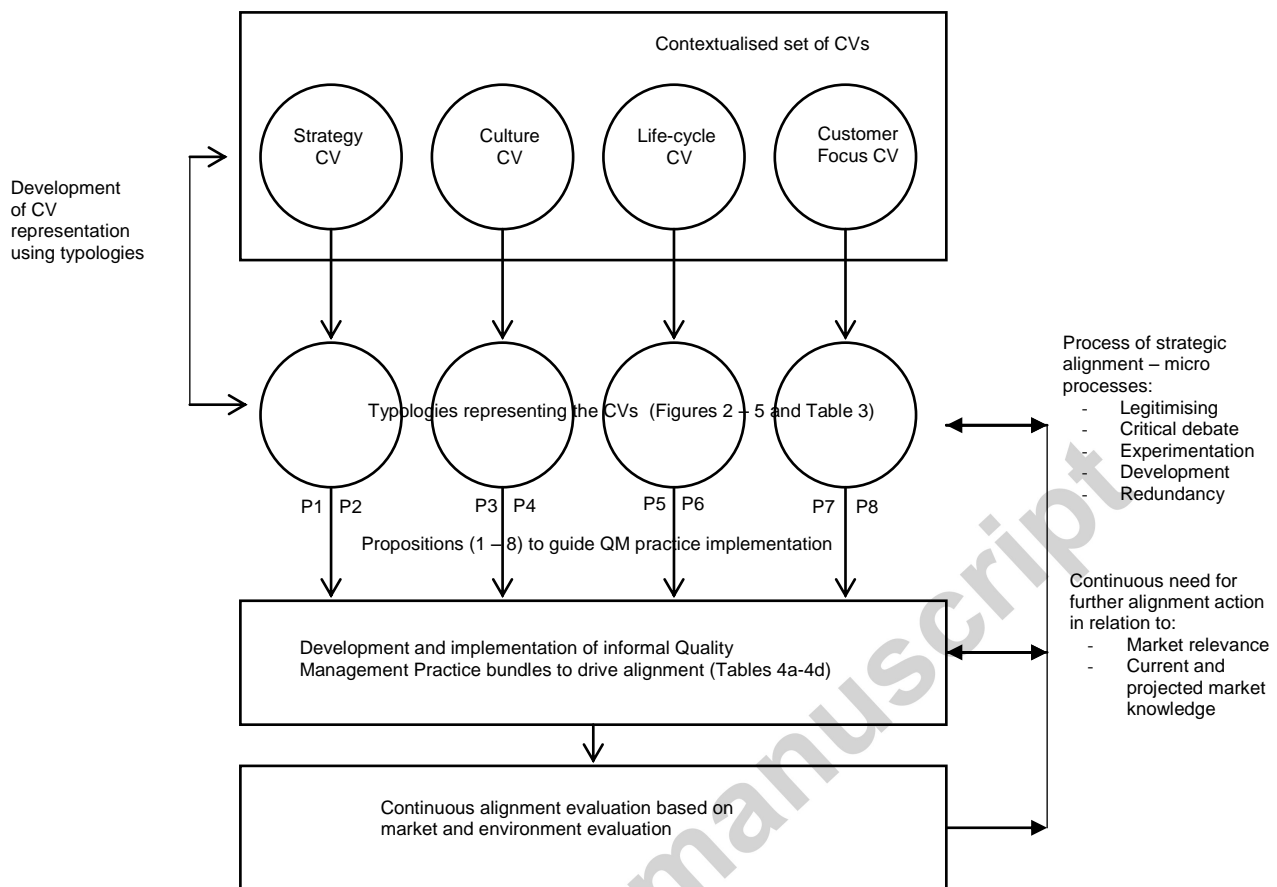 Contextualised set of CVs
Strategy
CV
Culture
CV
Life-cycle
CV
Customer
Focus CV
Development
of CV
representation
using typologies
Typologies representing the CVs (Figures 2 – 5 and Table 3)
Process of strategic
alignment – micro
processes:
- Legitimising
- Critical debate
- Experimentation
- Development
- Redundancy
P1 P2 P3 P4 P5 P6 P7 P8
Propositions (1 – 8) to guide QM practice implementation
Development and implementation of informal Quality
Management Practice bundles to drive alignment (Tables 4a-4d)
Continuous need for
further alignment action
in relation to:
- Market relevance
- Current and
projected market
knowledge
Continuous alignment evaluation based on
market and environment evaluation
manuscript